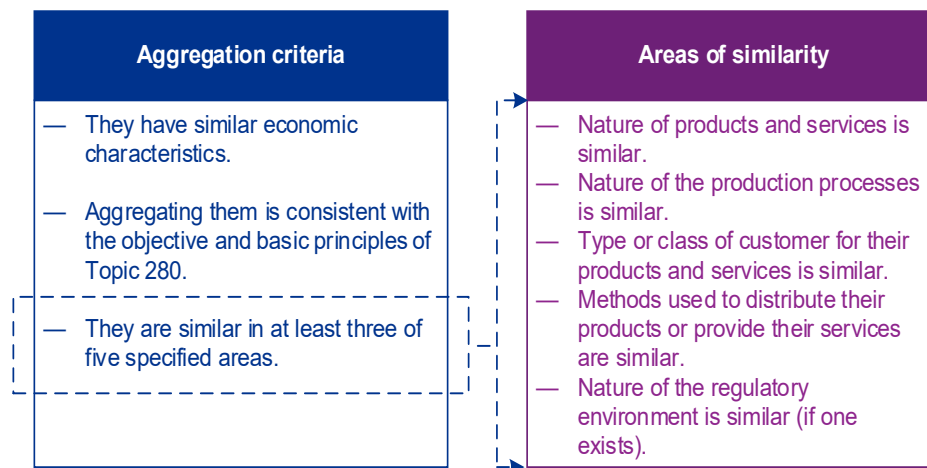 Aggregation criteria
— They have similar economic
characteristics.
— Aggregating them is consistent with
the objective and basic principles of
Topic 280.
— They are similar in at least three of
five specified areas.
Areas of similarity
— Nature of products and services is
similar.
— Nature of the production processes
is similar.
— Type or class of customer for their
products and services is similar.
— Methods used to distribute their
products or provide their services
are similar.
— Nature of the regulatory
environment is similar (if one
exists).